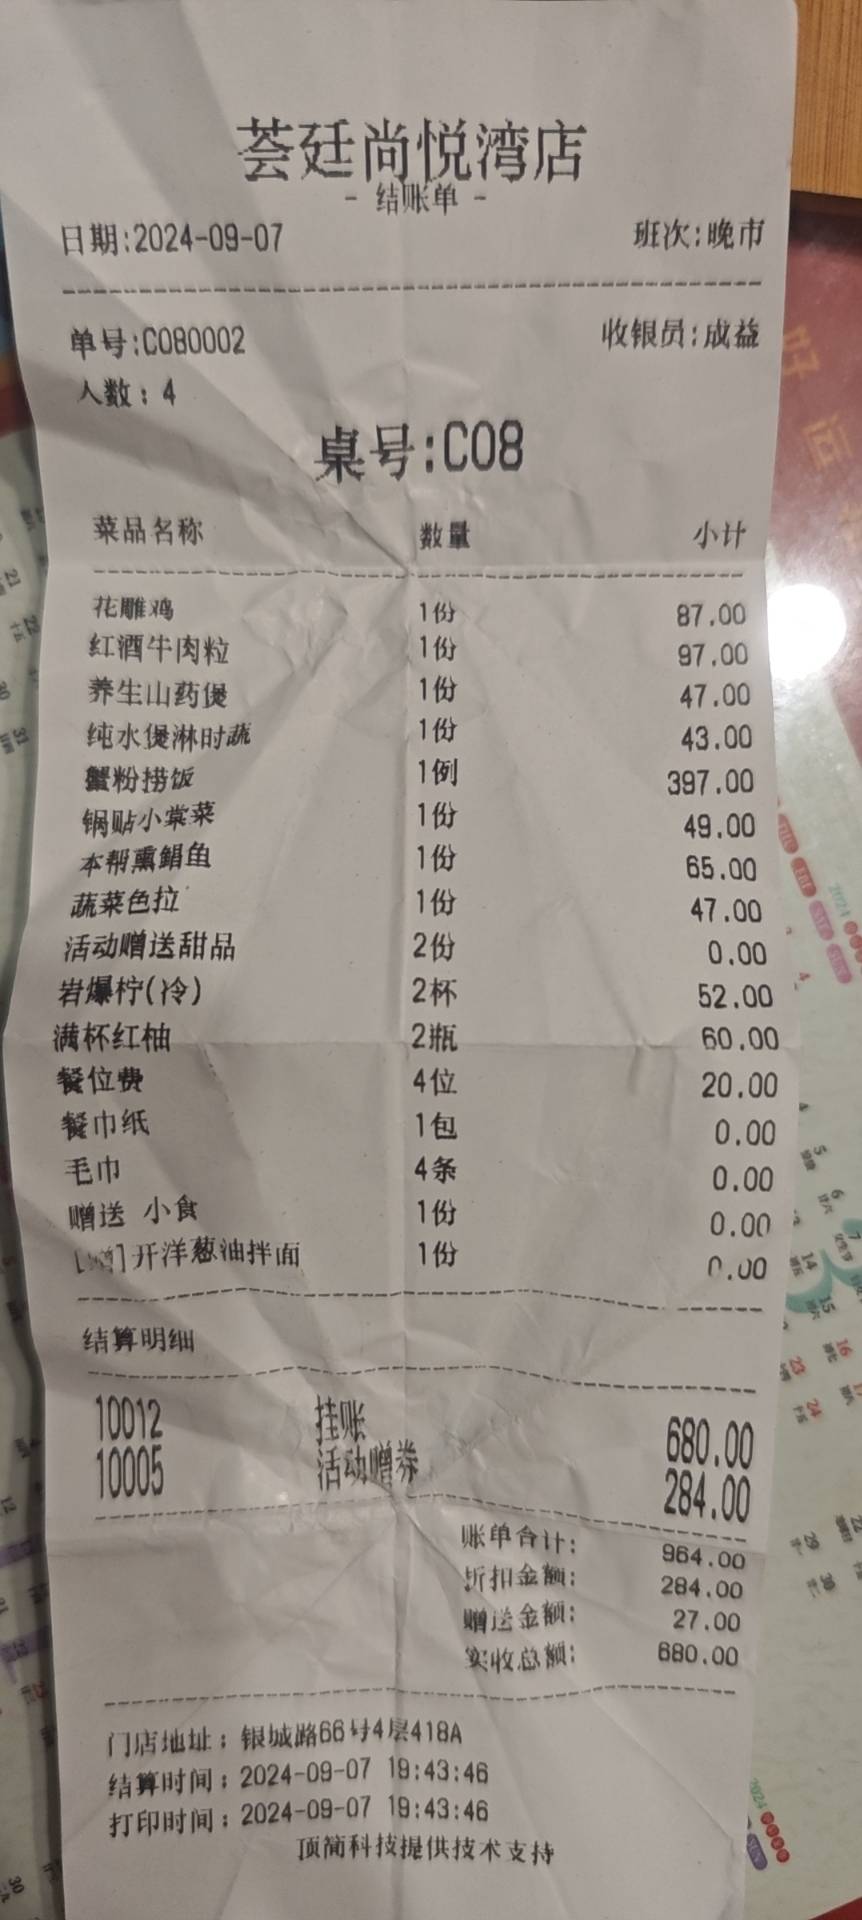 荟廷尚悦湾店
- 结账单 -
日期:2024-09-07 班次:晚市
单号:C080002 收银员:成益
人数:4
桌号:C08
菜品名称 数量 小计
花雕鸡 1份 87.00
红酒牛肉粒 1份 97.00
养生山药煲 1份 47.00
纯水煲淋时蔬 1份 43.00
蟹粉捞饭 1例 397.00
锅贴小棠菜 1份 49.00
本帮熏鲳鱼 1份 65.00
蔬菜色拉 1份 47.00
活动赠送甜品 2份 0.00
岩爆柠(冷) 2杯 52.00
满杯红柚 2瓶 60.00
餐位费 4位 20.00
餐巾纸 1包 0.00
毛巾 4条 0.00
赠送 小食 1份 0.00
[赠]开洋葱油拌面 1份 0.00
结算明细
10012 挂账 680.00
10005 活动赠券 284.00
账单合计: 964.00
折扣金额: 284.00
赠送金额: 27.00
实收总额: 680.00
门店地址:银城路66号4层418A
结算时间:2024-09-07 19:43:46
打印时间:2024-09-07 19:43:46
顶简科技提供技术支持
好运